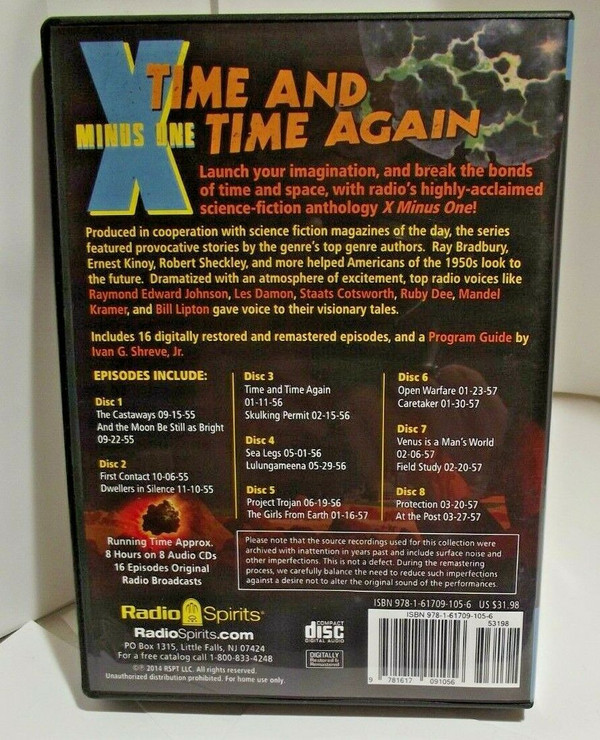 X
MINUS ONE
TIME AND
TIME AGAIN
Launch your imagination, and break the bonds
of time and space, with radio's highly-acclaimed
science-fiction anthology X Minus One!
Produced in cooperation with science fiction magazines of the day, the series
featured provocative stories by the genre's top genre authors. Ray Bradbury,
Ernest Kinoy, Robert Sheckley, and more helped Americans of the 1950s look to
the future. Dramatized with an atmosphere of excitement, top radio voices like
Raymond Edward Johnson, Les Damon, Staats Cotsworth, Ruby Dee, Mandel
Kramer, and Bill Lipton gave voice to their visionary tales.
Includes 16 digitally restored and remastered episodes, and a Program Guide by
Ivan G. Shreve, Jr.
EPISODES INCLUDE:
Disc 1
The Castaways 09-15-55
And the Moon Be Still as Bright
09-22-55
Disc 2
First Contact 10-06-55
Dwellers in Silence 11-10-55
Disc 3
Time and Time Again
01-11-56
Skulking Permit 02-15-56
Disc 4
Sea Legs 05-01-56
Lulungameena 05-29-56
Disc 5
Project Trojan 06-19-56
The Girls From Earth 01-16-57
Disc 6
Open Warfare 01-23-57
Caretaker 01-30-57
Disc 7
Venus is a Man's World
02-06-57
Field Study 02-20-57
Disc 8
Protection 03-20-57
At the Post 03-27-57
Running Time Approx.
8 Hours on 8 Audio CDs
16 Episodes Original
Radio Broadcasts
Please note that the source recordings used for this collection were
archived with inattention in years past and include surface noise and
other imperfections. This is not a defect. During the remastering
process, we carefully balance the need to reduce such imperfections
against a desire not to alter the original sound of the performances.
Radio Spirits
RadioSpirits.com
PO Box 1315, Little Falls, NJ 07424
For a free catalog call 1-800-833-4248
©℗ 2014 RSPT LLC. All rights reserved.
Unauthorized distribution prohibited. For home use only.
COMPACT
disc
DIGITAL AUDIO
DIGITALLY
Restored &
Remastered
ISBN 978-1-61709-105-6 US $31.98
ISBN 978-1-61709-105-6
53198
9 781617 091056